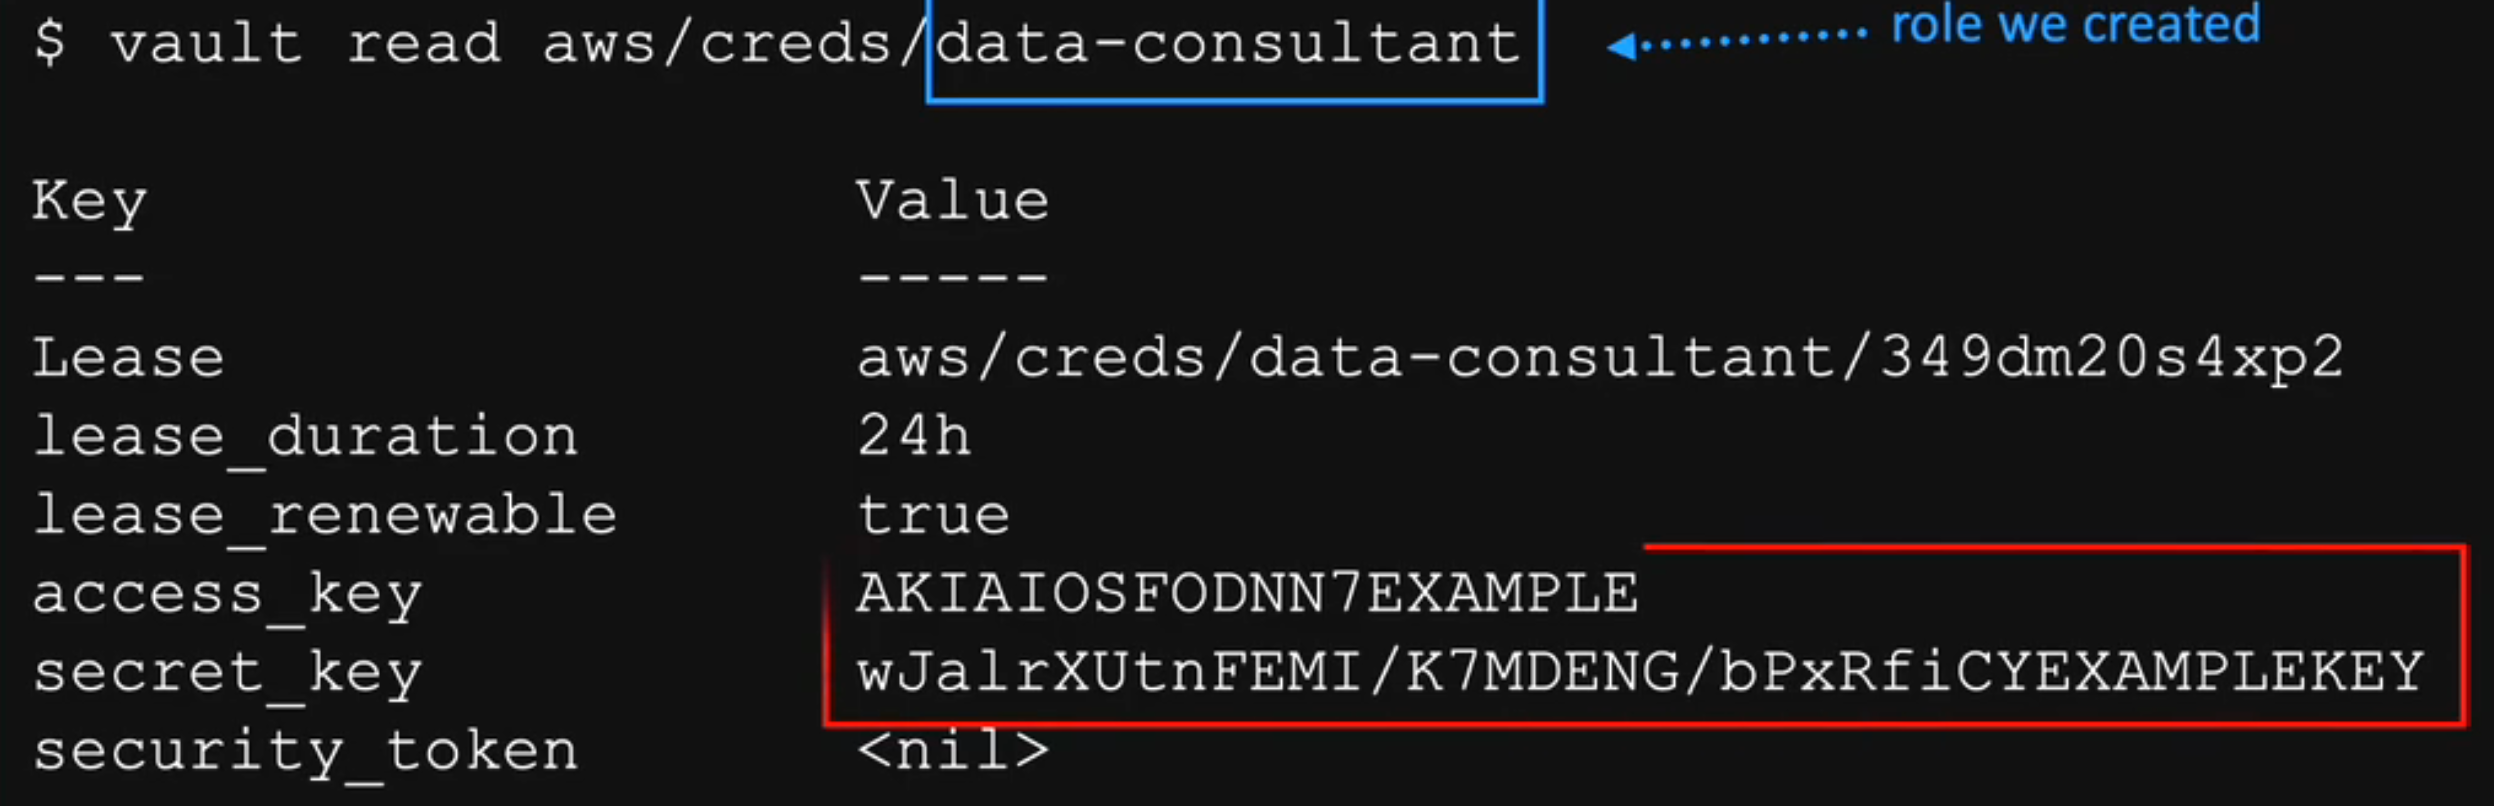 $ vault read aws/creds/data-consultant
role we created
Key Value
--- -----
Lease aws/creds/data-consultant/349dm20s4xp2
lease_duration 24h
lease_renewable true
access_key AKIAIOSFODNN7EXAMPLE
secret_key wJalrXUtnFEMI/K7MDENG/bPxRfiCYEXAMPLEKEY
security_token <nil>